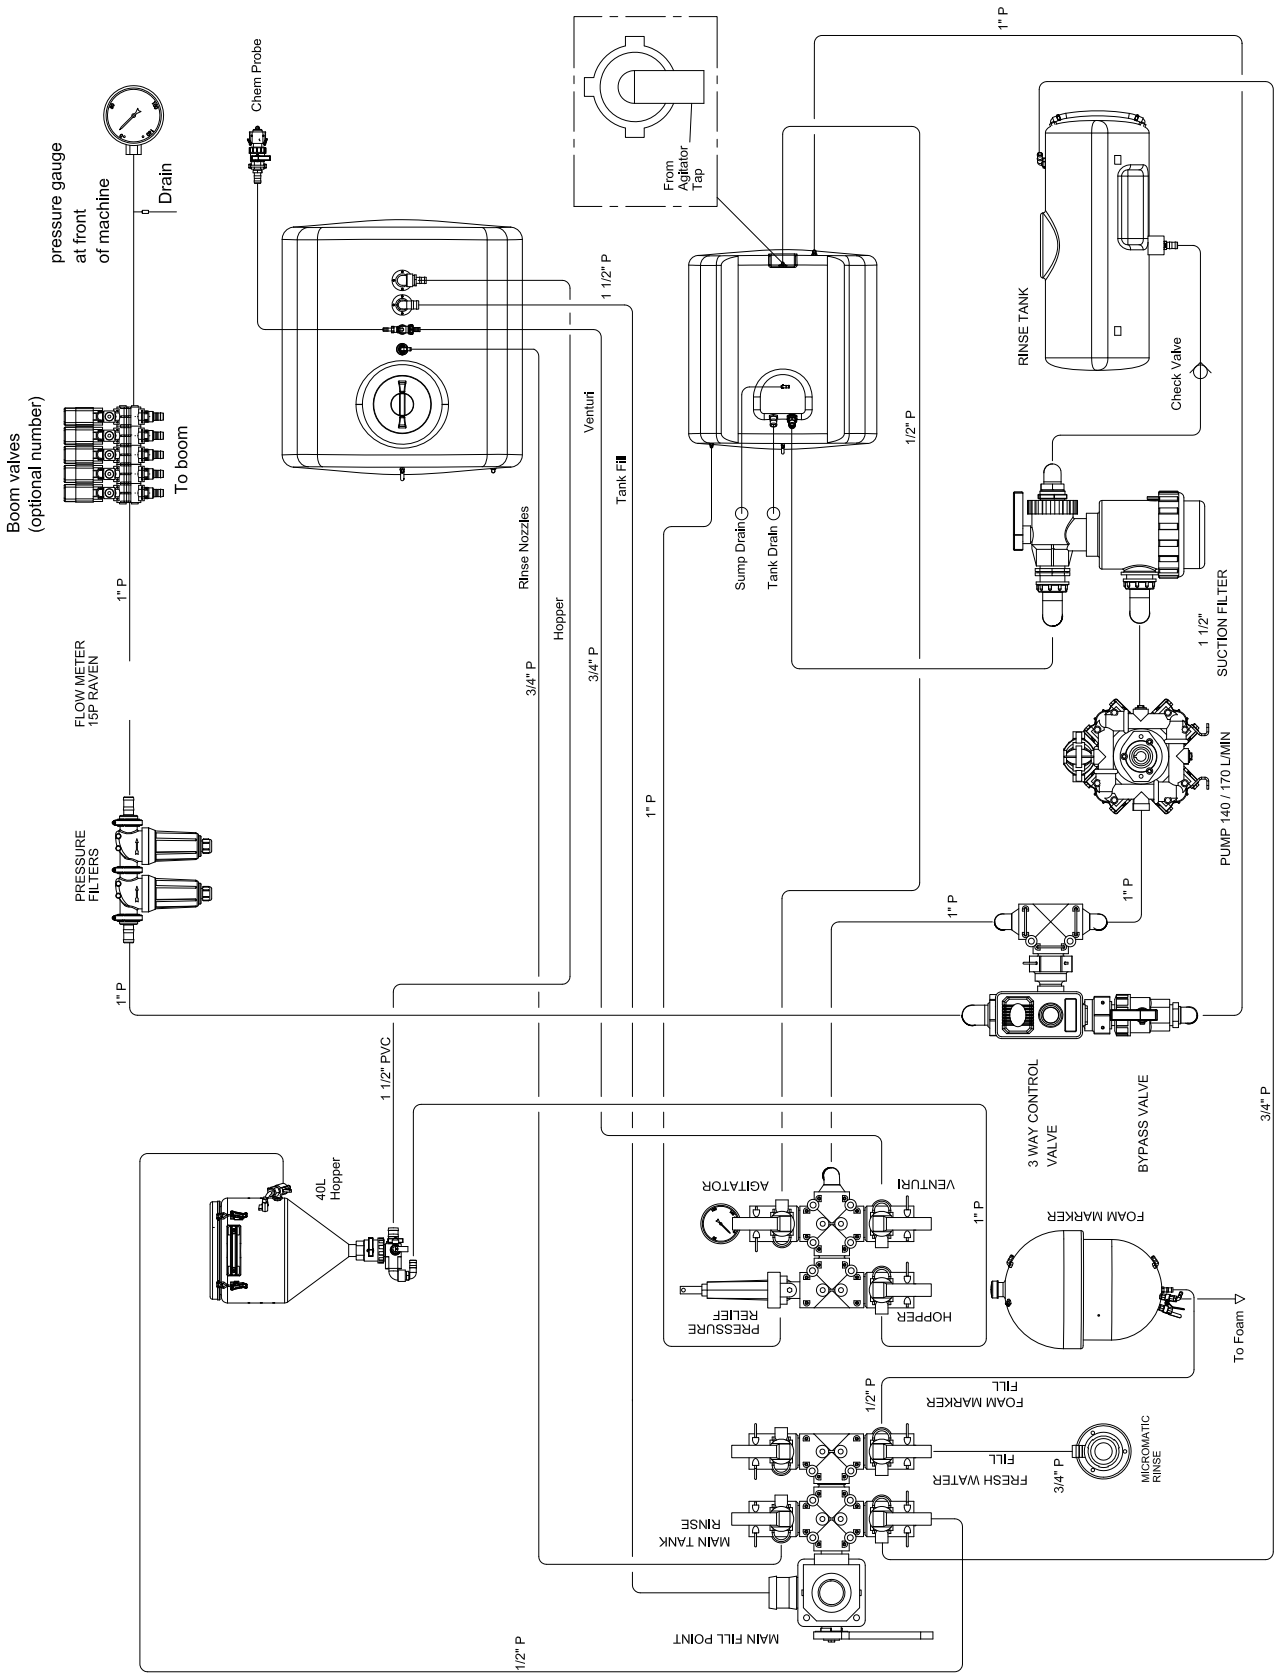 pressure gauge
at front
of machine
Drain
Chem Probe
1" P
From
Agitator
Tap
Boom valves
(optional number)
To boom
1" P
FLOW METER
15P RAVEN
PRESSURE
FILTERS
1" P
1 1/2" P
Venturi
Tank Fill
Rinse Nozzles
Hopper
3/4" P
3/4" P
1/2" P
Sump Drain
Tank Drain
1" P
RINSE TANK
Check Valve
1 1/2"
SUCTION FILTER
PUMP 140 / 170 L/MIN
1" P
1" P
1 1/2" PVC
40L
Hopper
3 WAY CONTROL
VALVE
BYPASS VALVE
3/4" P
AGITATOR
VENTURI
1" P
PRESSURE
RELIEF
HOPPER
FOAM MARKER
To Foam
1/2" P
FOAM MARKER
FILL
FRESH WATER
FILL
3/4" P
MICROMATIC
RINSE
MAIN TANK
RINSE
MAIN FILL POINT
1/2" P